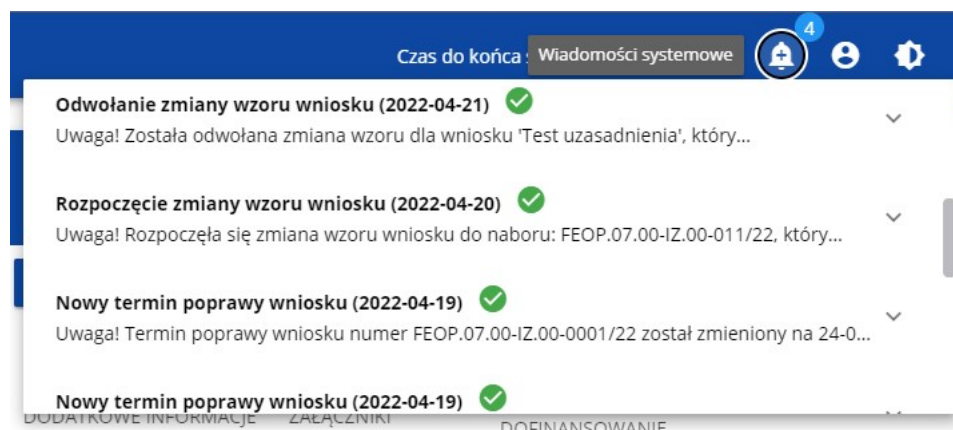 4
Czas do końca Wiadomości systemowe
Odwołanie zmiany wzoru wniosku (2022-04-21)
Uwaga! Została odwołana zmiana wzoru dla wniosku 'Test uzasadnienia', który...
Rozpoczęcie zmiany wzoru wniosku (2022-04-20)
Uwaga! Rozpoczęła się zmiana wzoru wniosku do naboru: FEOP.07.00-IZ.00-011/22, który...
Nowy termin poprawy wniosku (2022-04-19)
Uwaga! Termin poprawy wniosku numer FEOP.07.00-IZ.00-0001/22 został zmieniony na 24-0...
Nowy termin poprawy wniosku (2022-04-19)
DODATKOWE INFORMACJE ZAŁĄCZNIKI DOFINANSOWANIE